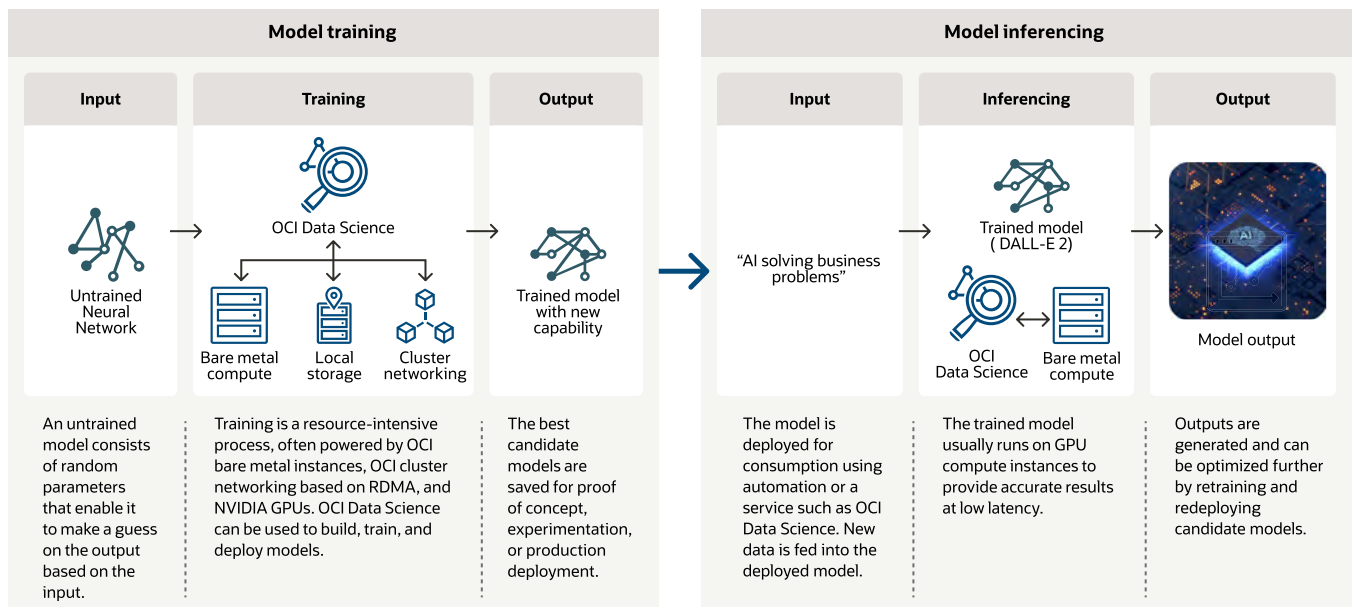 Model training
Input
Training
Output
Untrained
Neural
Network
OCI Data Science
Bare metal
compute
Local
storage
Cluster
networking
Trained model
with new
capability
An untrained
model consists
of random
parameters
that enable it
to make a guess
on the output
based on the
input.
Training is a resource-intensive
process, often powered by OCI
bare metal instances, OCI cluster
networking based on RDMA, and
NVIDIA GPUs. OCI Data Science
can be used to build, train, and
deploy models.
The best
candidate
models are
saved for proof
of concept,
experimentation,
or production
deployment.
Model inferencing
Input
Inferencing
Output
“AI solving business
problems”
Trained model
( DALL-E 2)
OCI
Data Science
Bare metal
compute
AI
Model output
The model is
deployed for
consumption using
automation or a
service such as OCI
Data Science. New
data is fed into the
deployed model.
The trained model
usually runs on GPU
compute instances to
provide accurate results
at low latency.
Outputs are
generated and can
be optimized further
by retraining and
redeploying
candidate models.